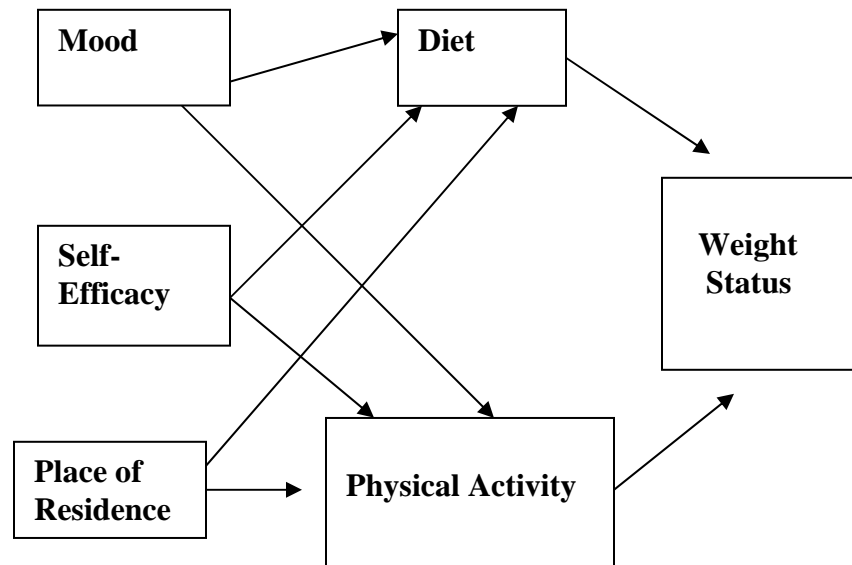 Mood
Diet
Self-
Efficacy
Weight
Status
Place of
Residence
Physical Activity